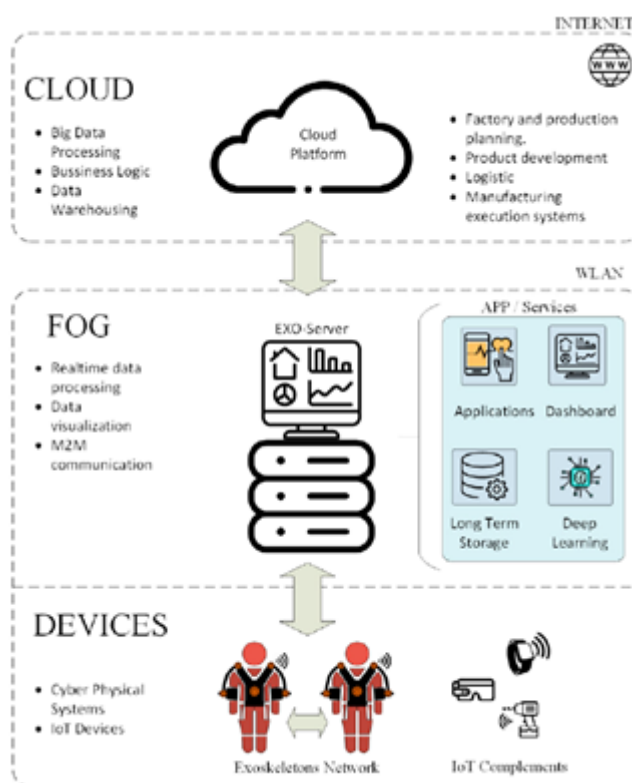 INTERNET
WWW
CLOUD
Big Data
Processing
Bussiness Logic
Data
Warehousing
Cloud
Platform
Factory and production
planning.
Product development
Logistic
Manufacturing
execution systems
WLAN
FOG
Realtime data
processing
Data
visualization
M2M
communication
EXO-Server
APP / Services
Applications
Dashboard
Long Term
Storage
Deep
Learning
DEVICES
Cyber Physical
Systems
IoT Devices
Exoskeletons Network
IoT Complements